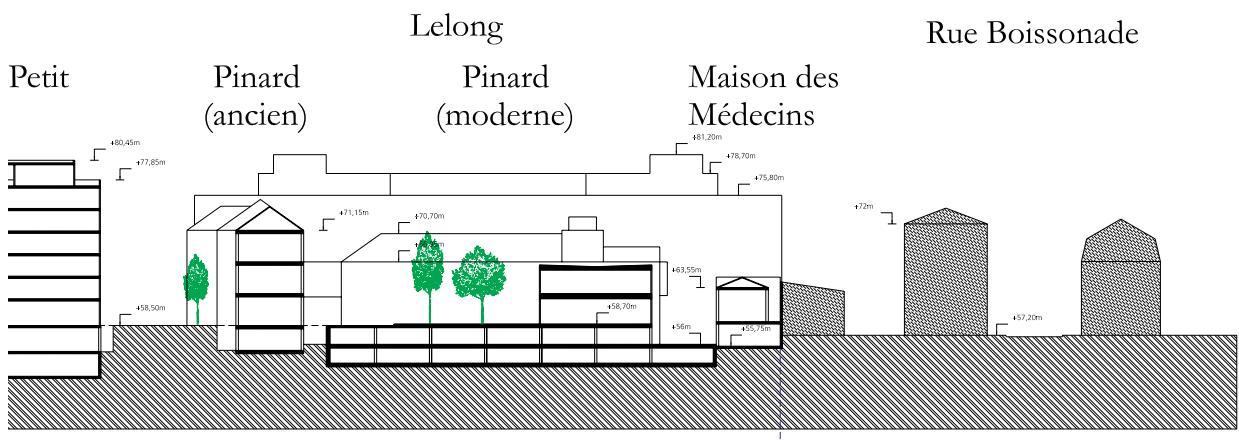 Lelong
Rue Boissonade
Petit
Pinard
(ancien)
Pinard
(moderne)
Maison des
Médecins
+80,45m
+77,85m
+81,20m
+78,70m
+75,80m
+71,15m
+70,70m
+72m
+63,55m
+58,50m
+58,70m
+56m
+55,75m
+57,20m